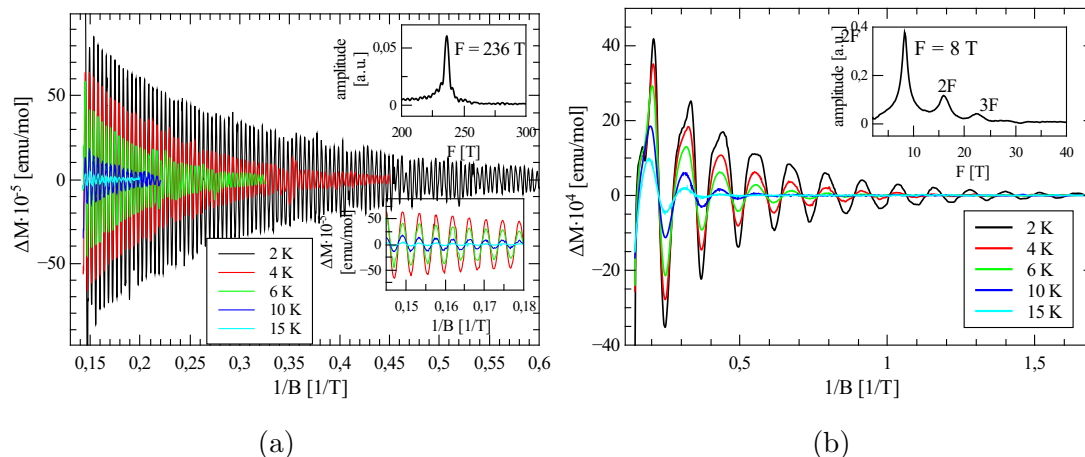 ΔM·10⁻⁵ [emu/mol]
50
0
−50
0,1
0,15
0,2
0,25
0,3
0,35
0,4
0,45
0,5
0,55
0,6
1/B [1/T]
amplitude
[a.u.]
0,05
0
F = 236 T
200
250
300
F [T]
2 K
4 K
6 K
10 K
15 K
ΔM·10⁻⁵
[emu/mol]
50
0
−50
0,15
0,16
0,17
0,18
1/B [1/T]
(a)
ΔM·10⁴ [emu/mol]
40
20
0
−20
−40
0,5
1
1,5
1/B [1/T]
amplitude [a.u.]
0,4
0,2
0
2F
F = 8 T
2F
3F
10
20
30
40
F [T]
2 K
4 K
6 K
10 K
15 K
(b)